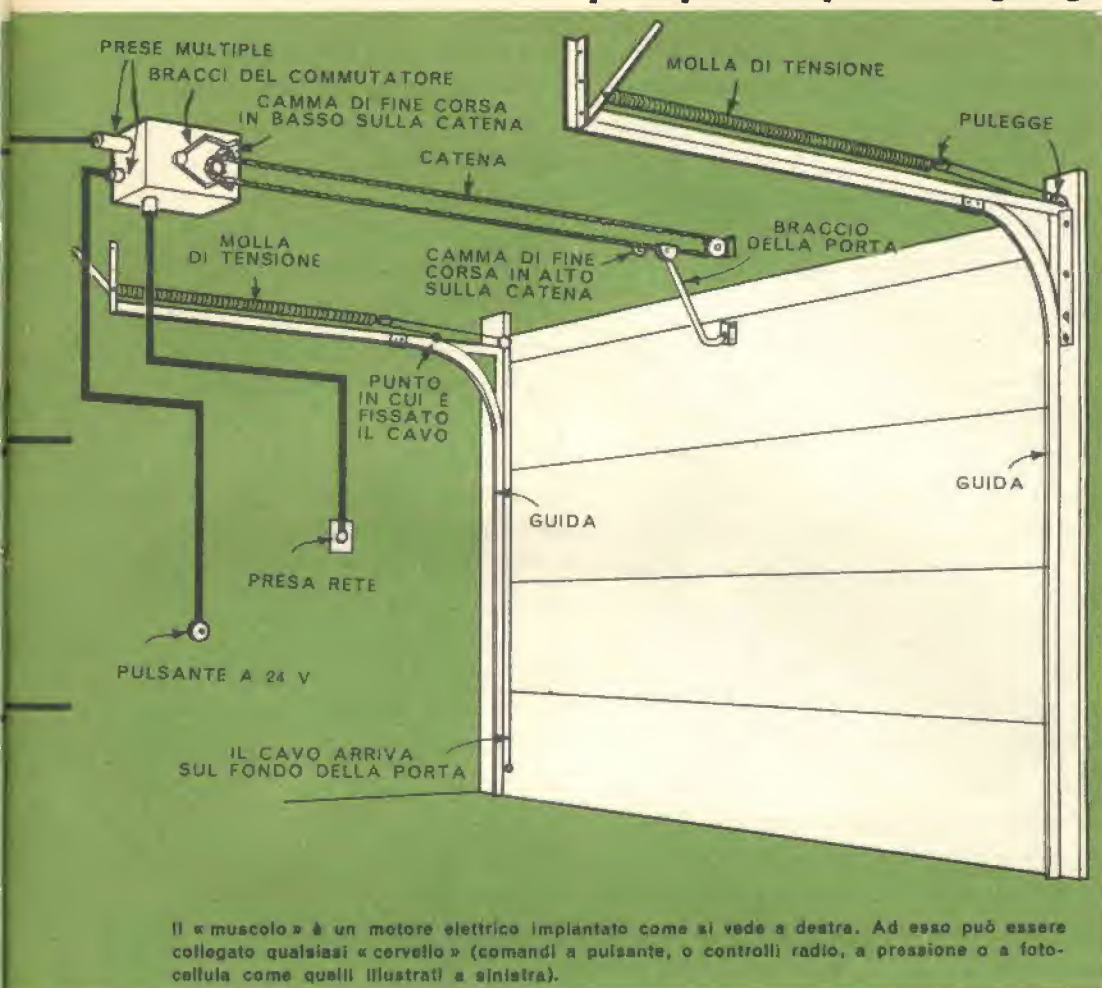 PRESE MULTIPLE
BRACCI DEL COMMUTATORE
CAMMA DI FINE CORSA
IN BASSO SULLA CATENA
CATENA
MOLLA DI TENSIONE
PULEGGE
MOLLA
DI TENSIONE
CAMMA DI FINE
CORSA IN ALTO
SULLA CATENA
BRACCIO
DELLA PORTA
PUNTO
IN CUI È
FISSATO
IL CAVO
GUIDA
GUIDA
PRESA RETE
PULSANTE A 24 V
IL CAVO ARRIVA
SUL FONDO DELLA PORTA
Il « muscolo » è un motore elettrico impiantato come si vede a destra. Ad esso può essere
collegato qualsiasi « cervello » (comandi a pulsante, o controlli radio, a pressione o a foto-
cellula come quelli illustrati a sinistra).